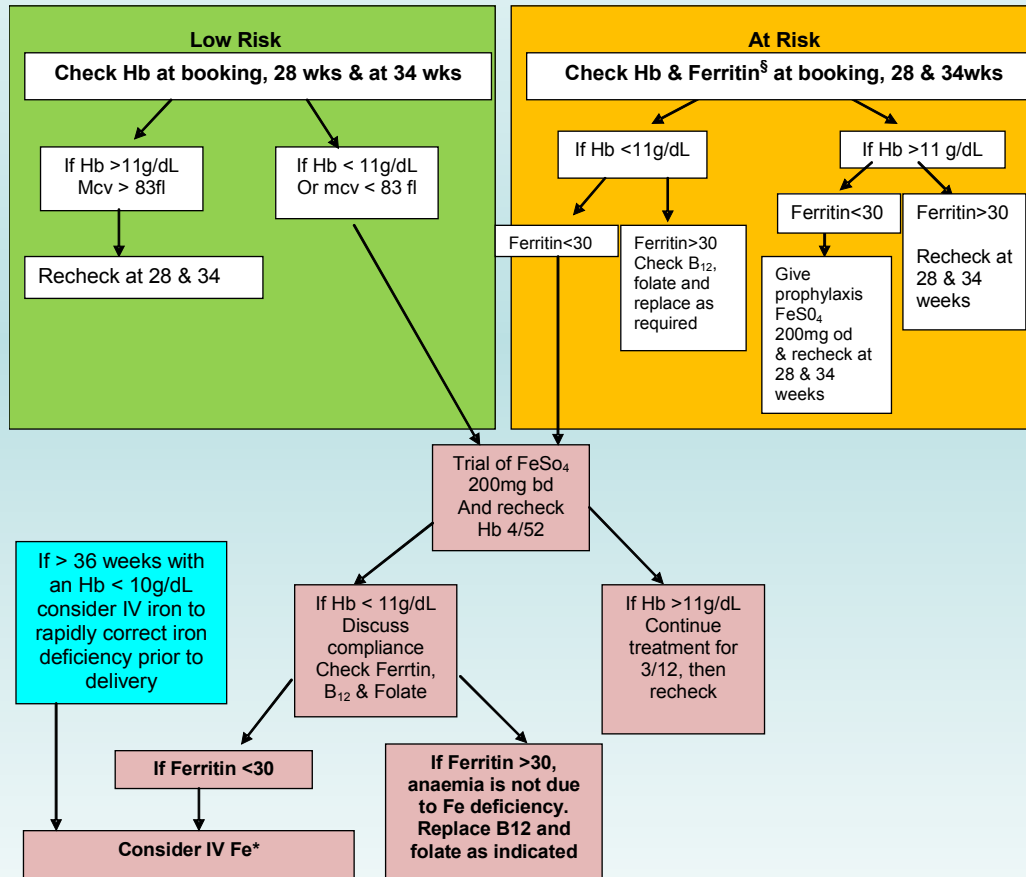 Low Risk
Check Hb at booking, 28 wks & at 34 wks
If Hb >11g/dL
Mcv > 83fl
If Hb < 11g/dL
Or mcv < 83 fl
Recheck at 28 & 34
At Risk
Check Hb & Ferritin§ at booking, 28 & 34wks
If Hb <11g/dL
If Hb >11 g/dL
Ferritin<30
Ferritin>30
Check B12,
folate and
replace as
required
Ferritin<30
Give
prophylaxis
FeS04
200mg od
& recheck at
28 & 34
weeks
Ferritin>30
Recheck at
28 & 34
weeks
Trial of FeSo4
200mg bd
And recheck
Hb 4/52
If > 36 weeks with
an Hb < 10g/dL
consider IV iron to
rapidly correct iron
deficiency prior to
delivery
If Hb < 11g/dL
Discuss
compliance
Check Ferrtin,
B12 & Folate
If Hb >11g/dL
Continue
treatment for
3/12, then
recheck
If Ferritin <30
If Ferritin >30,
anaemia is not due
to Fe deficiency.
Replace B12 and
folate as indicated
Consider IV Fe*